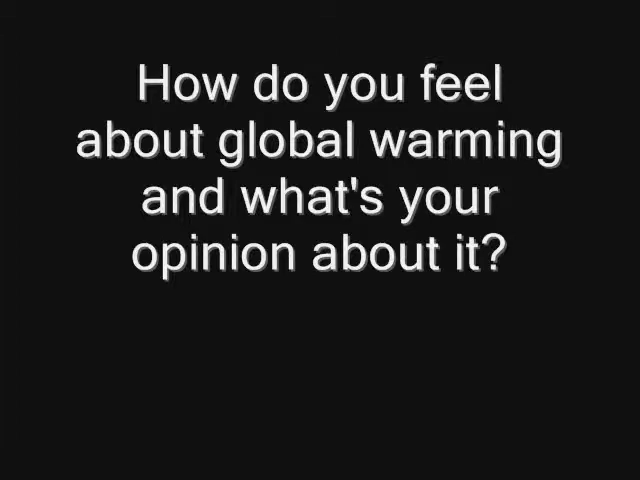 How do you feel
about global warming
and what's your
opinion about it?